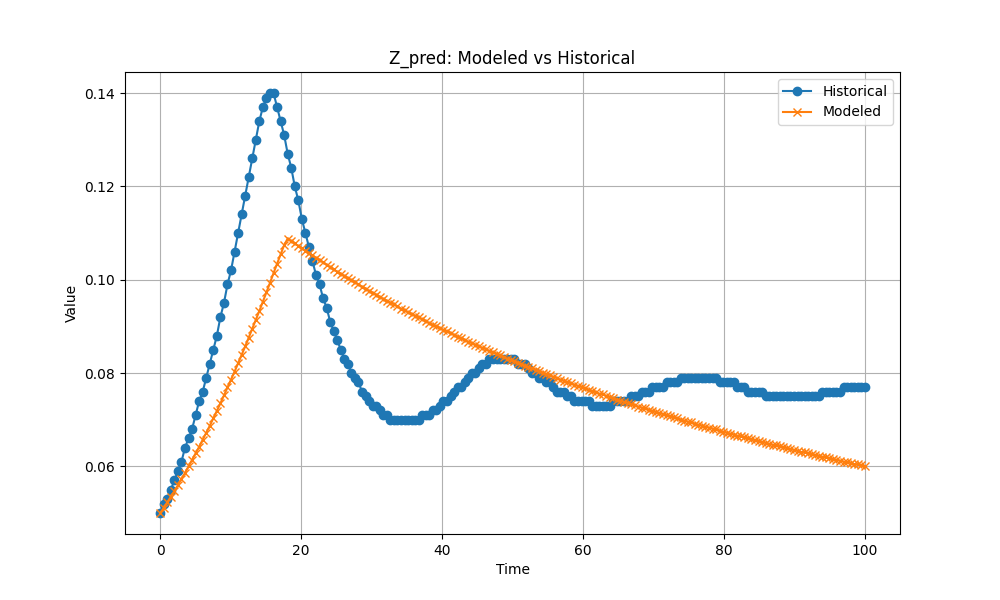 Z_pred: Modeled vs Historical
Historical
Modeled
Value
0.14
0.12
0.10
0.08
0.06
0 20 40 60 80 100
Time